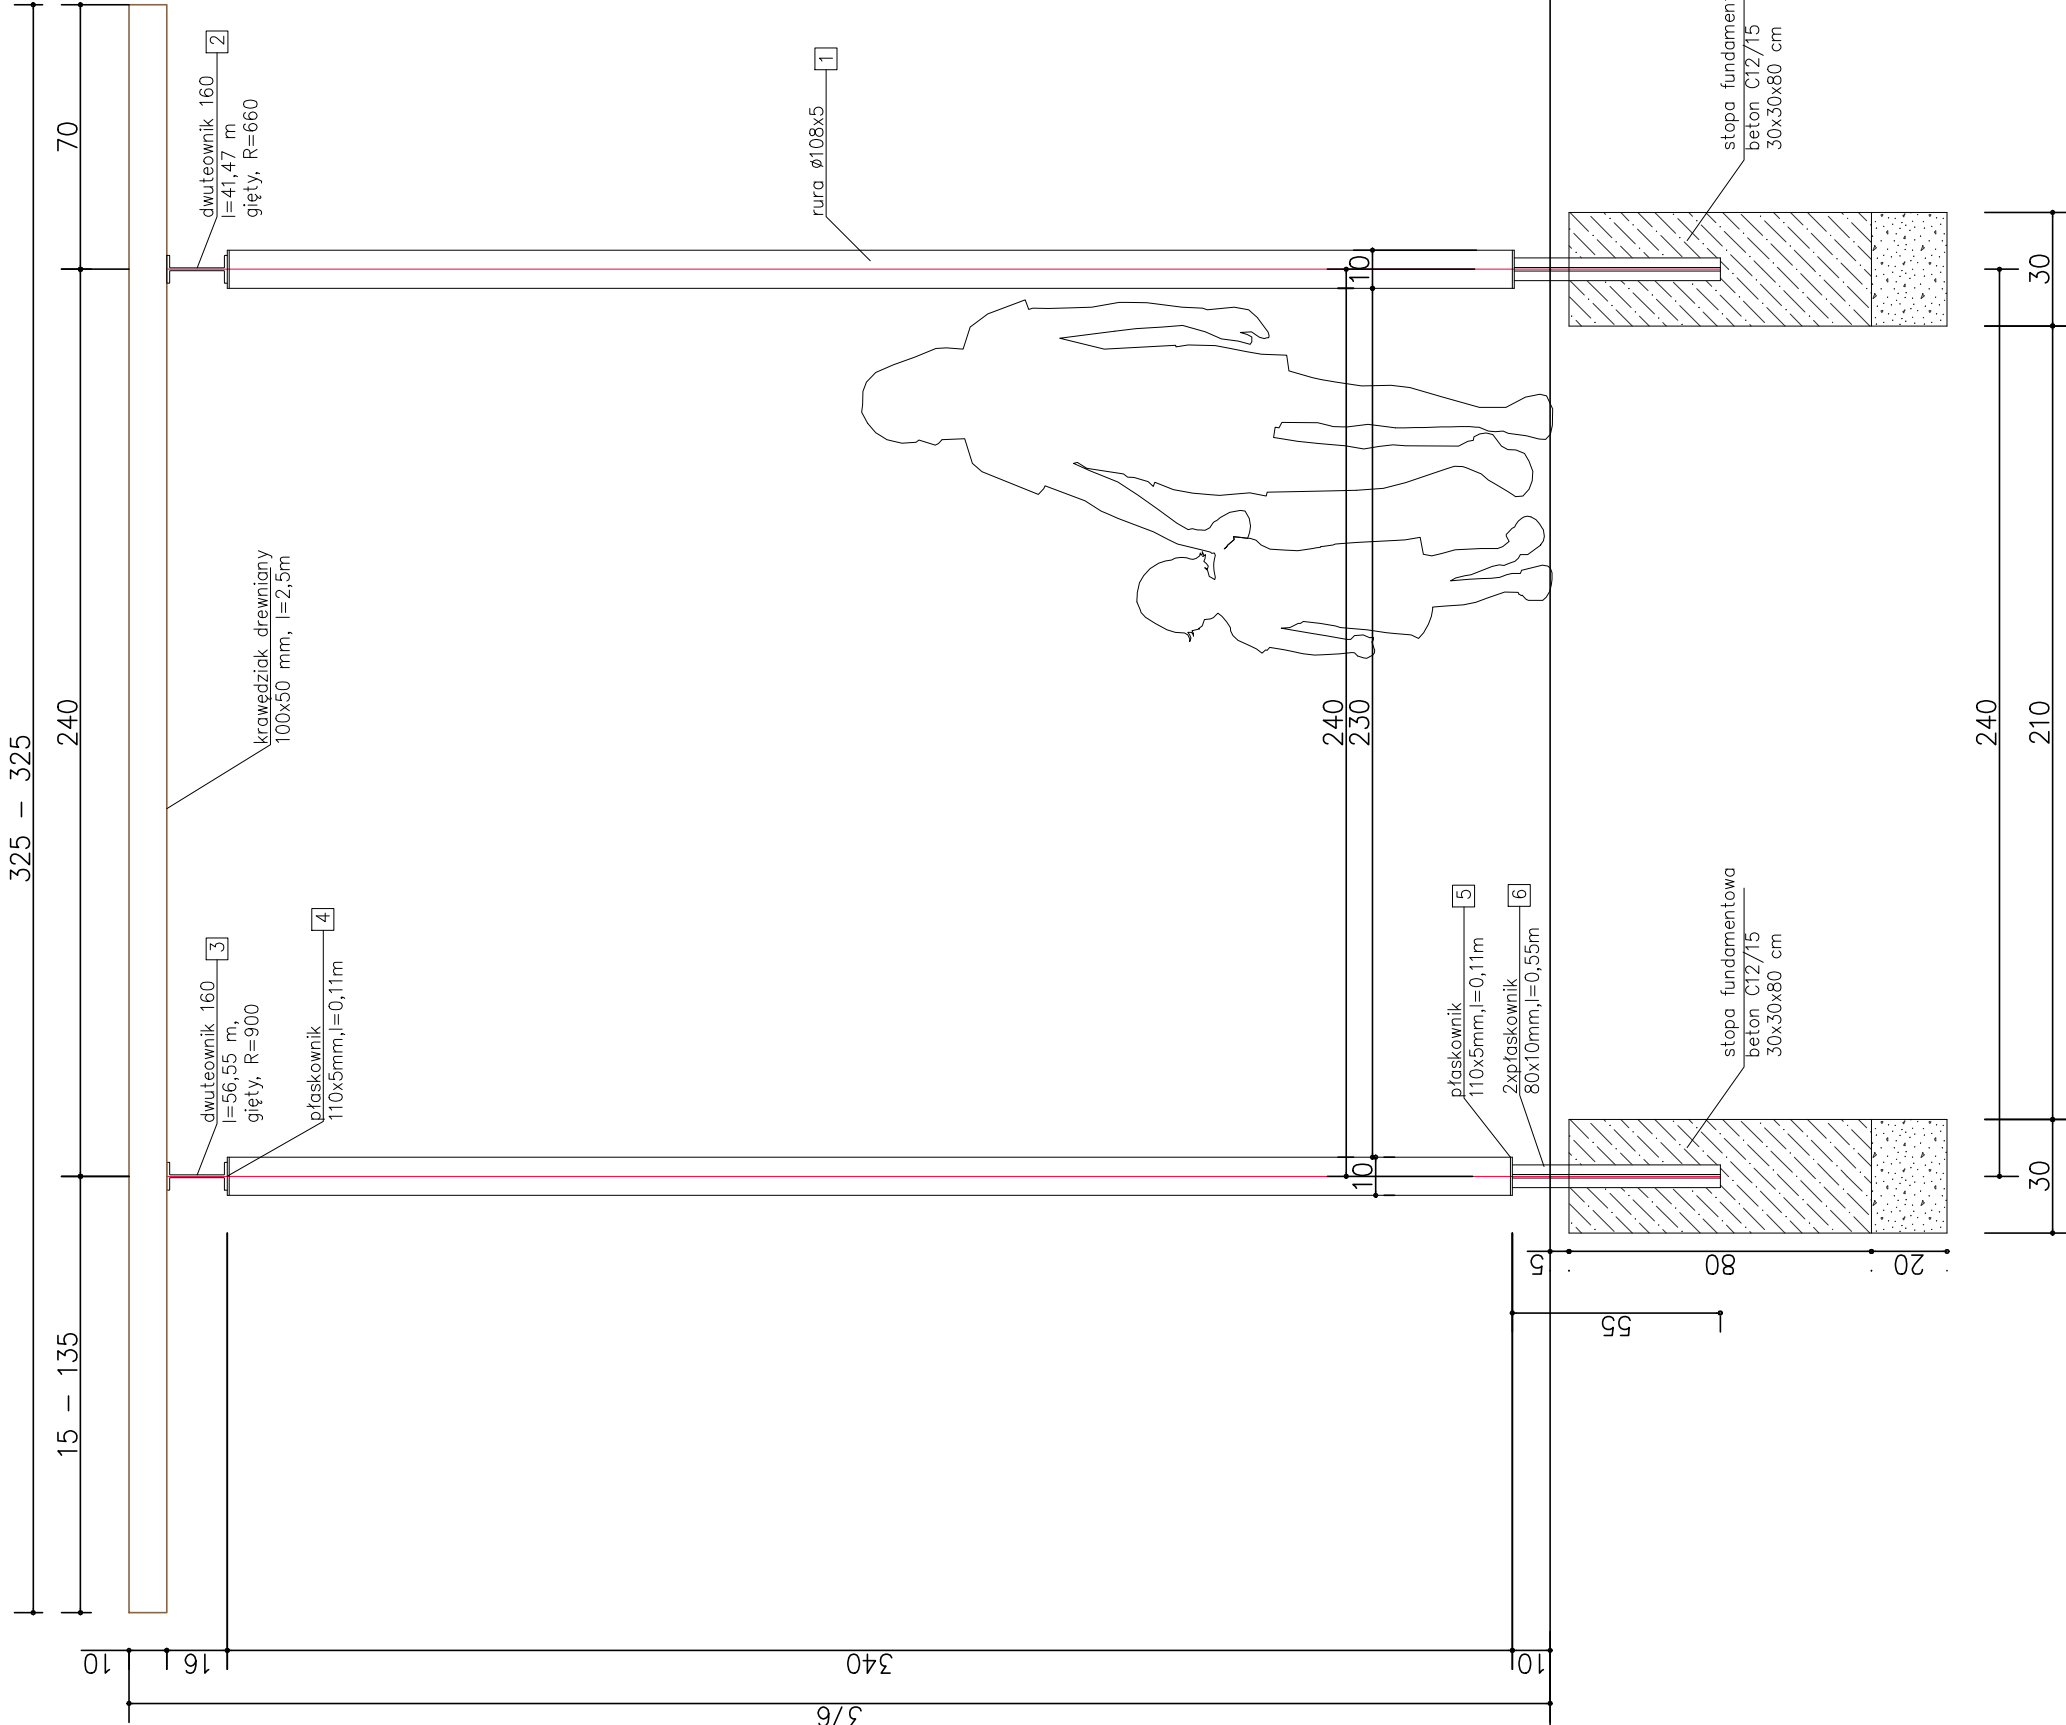 325 – 325
15 – 135
240
70
dwuteownik 160
l=56,55 m,
gięty, R=900
3
płaskownik
110x5mm,l=0,11m
4
krawędziak drewniany
100x50 mm, l=2,5m
dwuteownik 160
l=41,47 m
gięty, R=660
2
rura ø108x5
1
10
16
340
10
376
240
230
10
10
płaskownik
110x5mm,l=0,11m
5
2xpłaskownik
80x10mm,l=0,55m
6
5
80
20
55
stopa fundamentowa
beton C12/15
30x30x80 cm
stopa fundamen
beton C12/15
30x30x80 cm
240
30
210
30